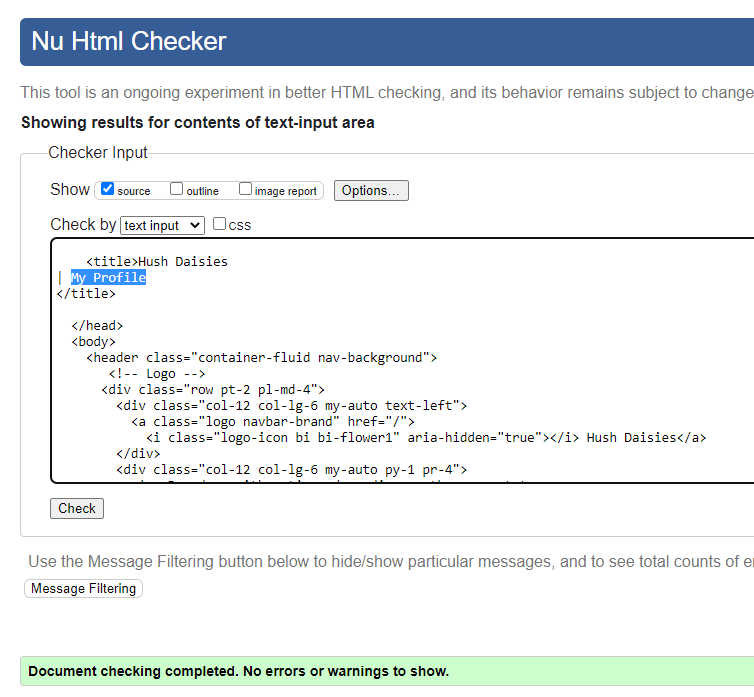 Nu Html Checker
This tool is an ongoing experiment in better HTML checking, and its behavior remains subject to change
Showing results for contents of text-input area
Checker Input
Show source outline image report Options...
Check by text input css
<title>Hush Daisies
| My Profile
</title>
</head>
<body>
<header class="container-fluid nav-background">
<!-- Logo -->
<div class="row pt-2 pl-md-4">
<div class="col-12 col-lg-6 my-auto text-left">
<a class="logo navbar-brand" href="/">
<i class="logo-icon bi bi-flower1" aria-hidden="true"></i> Hush Daisies</a>
</div>
<div class="col-12 col-lg-6 my-auto py-1 pr-4">
Check
Use the Message Filtering button below to hide/show particular messages, and to see total counts of
Message Filtering
Document checking completed. No errors or warnings to show.